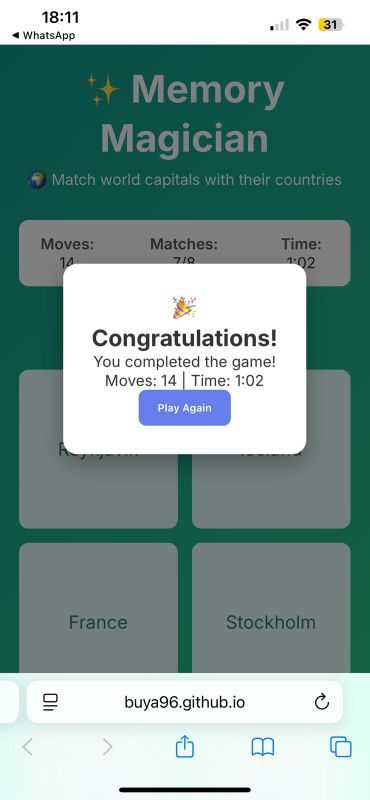 18:11
31
WhatsApp
✨ Memory
Magician
🌍 Match world capitals with their countries
Moves: Matches: Time:
14 7/8 1:02
🎉
Congratulations!
You completed the game!
Moves: 14 | Time: 1:02
Play Again
Reykjavik Iceland
France Stockholm
buya96.github.io